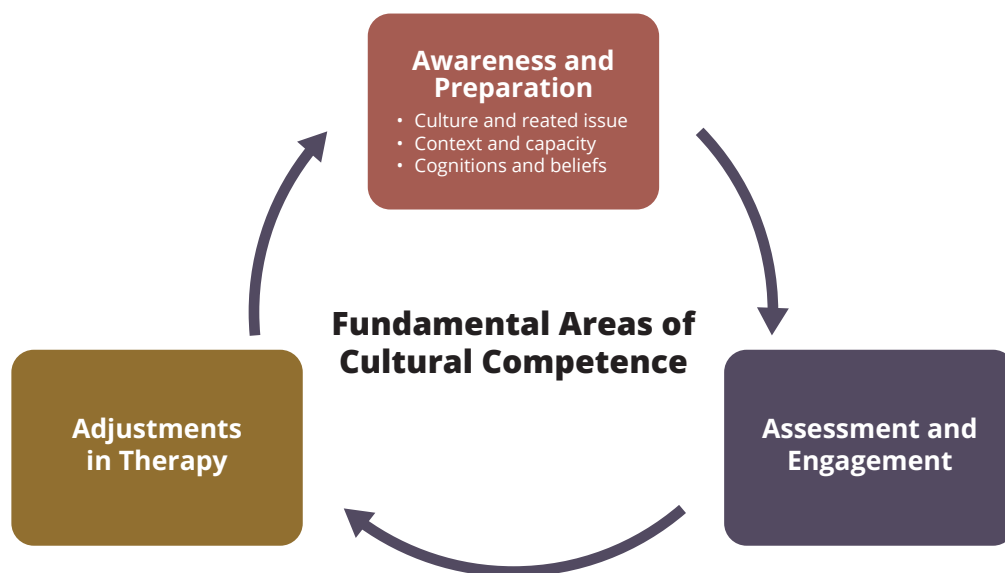 Awareness and
Preparation
• Culture and reated issue
• Context and capacity
• Cognitions and beliefs
Fundamental Areas of
Cultural Competence
Adjustments
in Therapy
Assessment and
Engagement